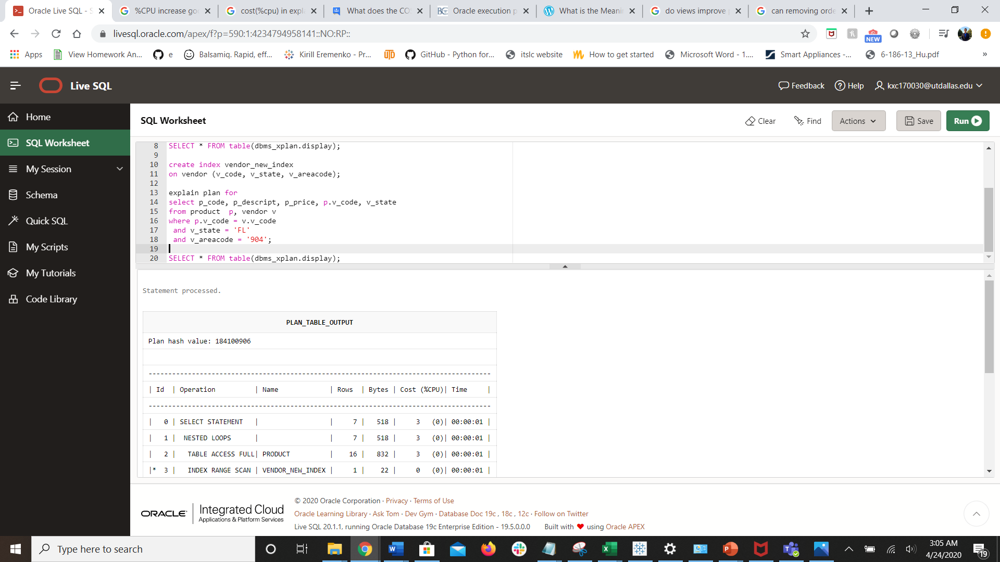 Oracle Live SQL - S
%CPU increase go
cost(%cpu) in expl
What does the CO
Oracle execution p
What is the Meani
do views improve
can removing orde
livesql.oracle.com/apex/f?p=590:1:4234794958141::NO:RP::
NEW
Apps
View Homework An...
e
Balsamiq. Rapid, eff...
Kirill Eremenko - Pr...
UTD
GitHub - Python for...
itslc website
How to get started
Microsoft Word - 1....
Smart Appliances -...
6-186-13_Hu.pdf
»
Live SQL
Feedback
Help
kxc170030@utdallas.edu
Home
SQL Worksheet
My Session
Schema
Quick SQL
My Scripts
My Tutorials
Code Library
SQL Worksheet
Clear
Find
Actions
Save
Run
8 SELECT * FROM table(dbms_xplan.display);
9
10 create index vendor_new_index
11 on vendor (v_code, v_state, v_areacode);
12
13 explain plan for
14 select p_code, p_descript, p_price, p.v_code, v_state
15 from product  p, vendor v
16 where p.v_code = v.v_code
17  and v_state = 'FL'
18  and v_areacode = '904';
19
20 SELECT * FROM table(dbms_xplan.display);
Statement processed.
PLAN_TABLE_OUTPUT
Plan hash value: 184100906
---------------------------------------------------------------------------------------
| Id  | Operation          | Name             | Rows  | Bytes | Cost (%CPU)| Time     |
---------------------------------------------------------------------------------------
|   0 | SELECT STATEMENT   |                  |     7 |   518 |     3   (0)| 00:00:01 |
|   1 |  NESTED LOOPS      |                  |     7 |   518 |     3   (0)| 00:00:01 |
|   2 |   TABLE ACCESS FULL| PRODUCT          |    16 |   832 |     3   (0)| 00:00:01 |
|*  3 |   INDEX RANGE SCAN | VENDOR_NEW_INDEX |     1 |    22 |     0   (0)| 00:00:01 |
ORACLE
Integrated Cloud
Applications & Platform Services
© 2020 Oracle Corporation · Privacy · Terms of Use
Oracle Learning Library · Ask Tom · Dev Gym · Database Doc 19c, 18c, 12c · Follow on Twitter
Live SQL 20.1.1, running Oracle Database 19c Enterprise Edition - 19.5.0.0.0
Built with ❤ using Oracle APEX
Type here to search
3:05 AM
4/24/2020
19